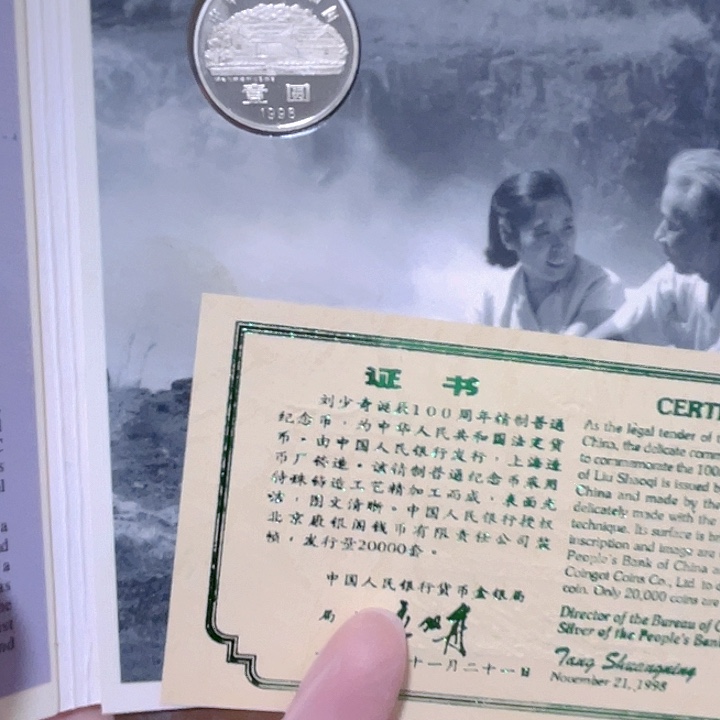 壹 圆
1998
证 书
刘少奇诞辰100周年精制普通
纪念币,为中华人民共和国法定货
币。由中国人民银行发行,上海造
币厂铸造。该精制普通纪念币采用
特殊铸造工艺精加工而成,表面光
洁,图文清晰。中国人民银行授权
北京康银阁钱币有限责任公司装
帧,发行量20000套。
中国人民银行货币金银局
局
十一月二十一日
CERTI
As the legal tender of
China, the delicate comm
to commemorate the 100
of Liu Shaoqi is issued b
China and made by the
delicately made with the
technique. Its surface is br
inscription and image are
People's Bank of China a
Coingot Coins Co., Ltd. to
coin. Only 20,000 coins are
Director of the Bureau of C
Silver of the People's Bank
Tang Shuangning
November 21, 1998